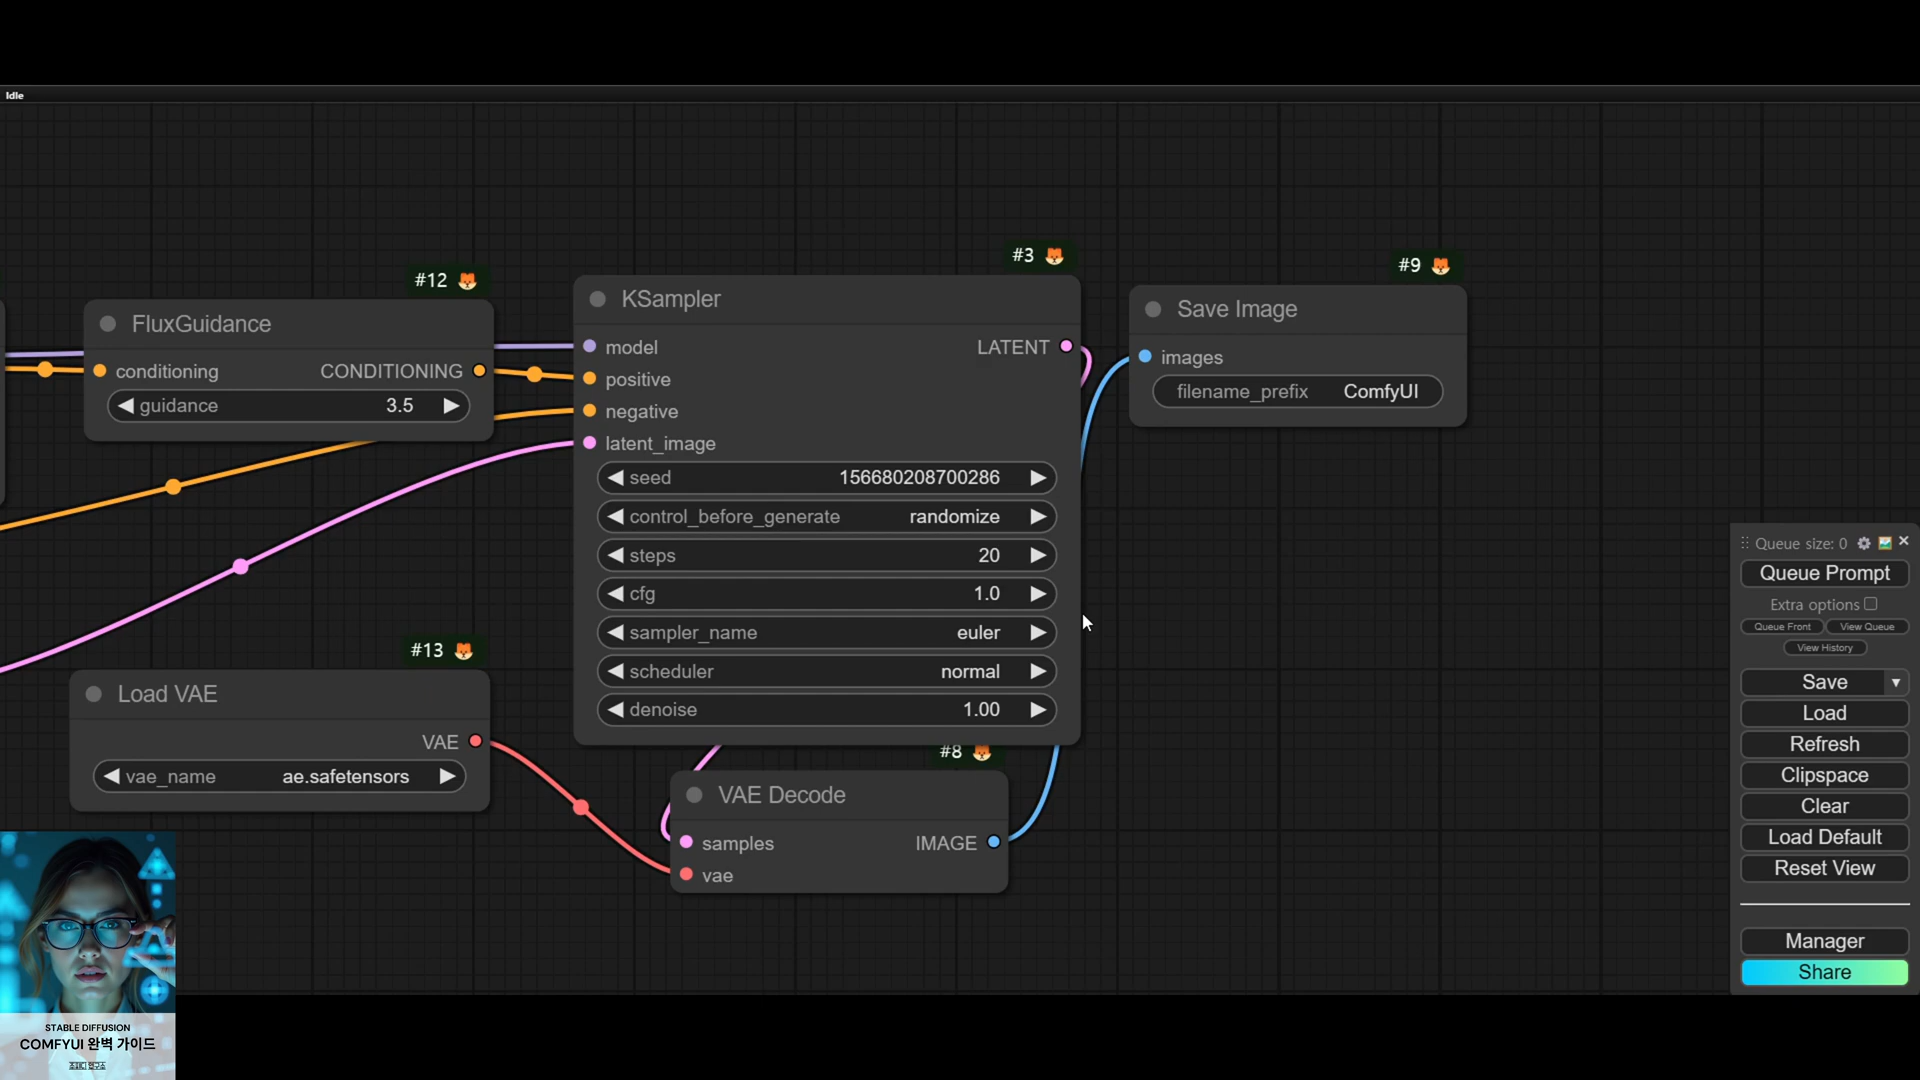 Idle
#12
FluxGuidance
conditioning
CONDITIONING
guidance 3.5
#3
KSampler
model
LATENT
positive
negative
latent_image
seed 156680208700286
control_before_generate randomize
steps 20
cfg 1.0
sampler_name euler
scheduler normal
denoise 1.00
#9
Save Image
images
filename_prefix ComfyUI
#13
Load VAE
VAE
vae_name ae.safetensors
#8
VAE Decode
samples
IMAGE
vae
Queue size: 0
Queue Prompt
Extra options
Queue Front
View Queue
View History
Save
Load
Refresh
Clipspace
Clear
Load Default
Reset View
Manager
Share
STABLE DIFFUSION
COMFYUI 완벽 가이드